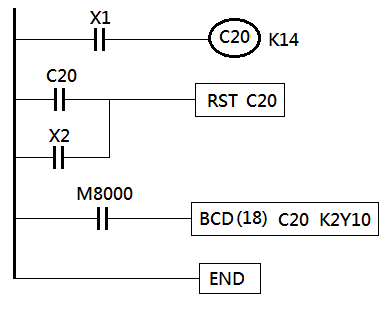 X1
C20 K14
C20
RST C20
X2
M8000
BCD(18) C20 K2Y10
END